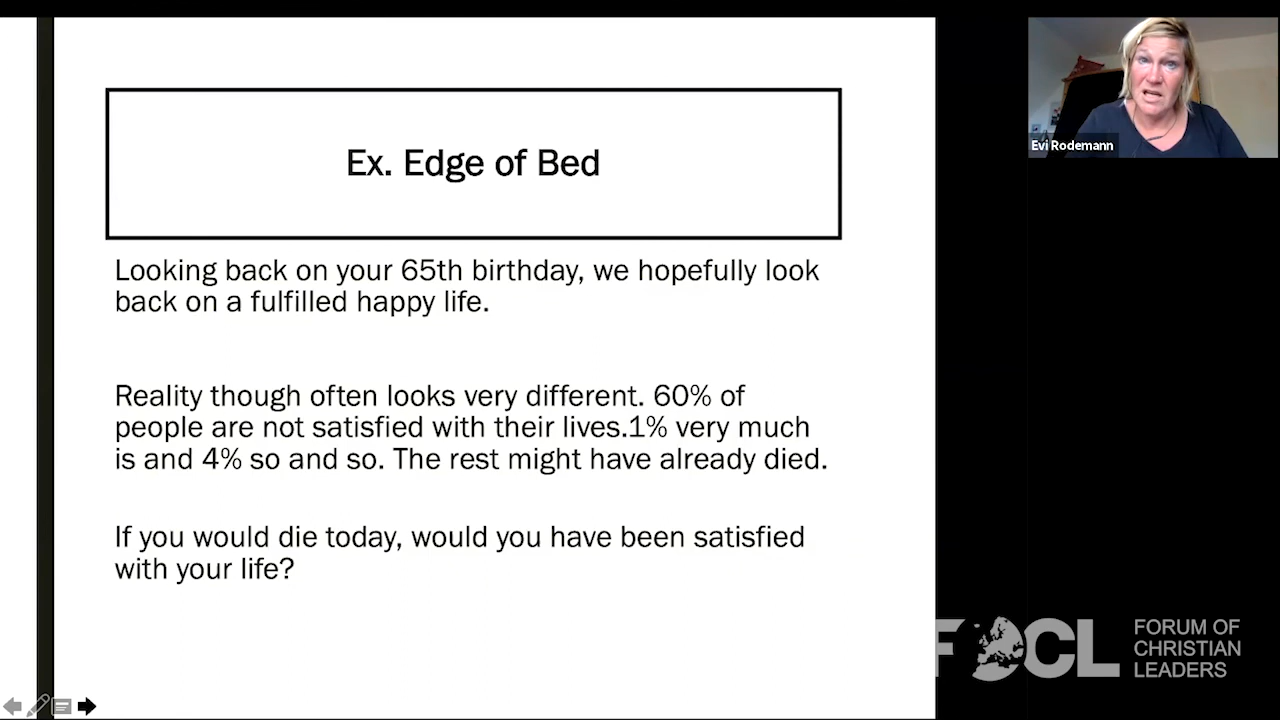 Ex. Edge of Bed
Looking back on your 65th birthday, we hopefully look
back on a fulfilled happy life.
Reality though often looks very different. 60% of
people are not satisfied with their lives.1% very much
is and 4% so and so. The rest might have already died.
If you would die today, would you have been satisfied
with your life?
Evi Rodemann
FOCL
FORUM OF
CHRISTIAN
LEADERS